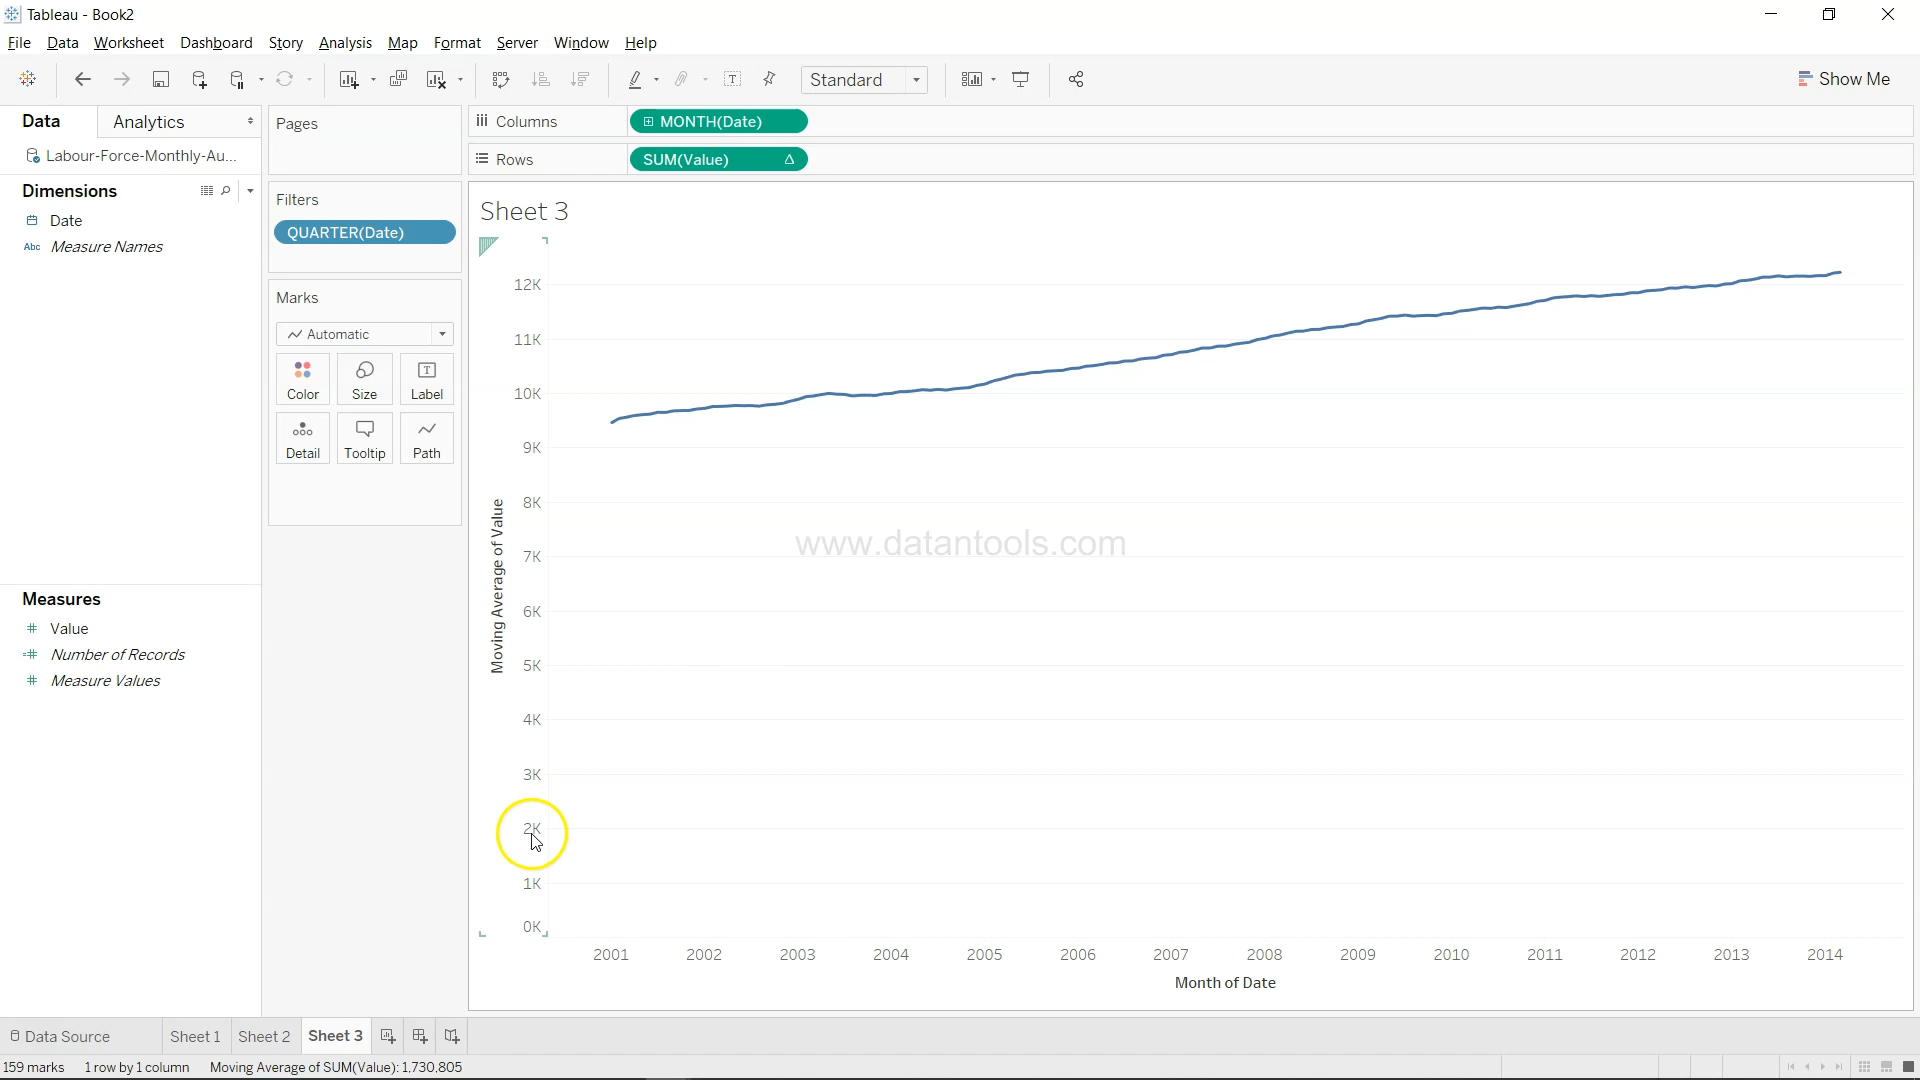 Tableau - Book2
File Data Worksheet Dashboard Story Analysis Map Format Server Window Help
Standard
Show Me
Data
Analytics
Labour-Force-Monthly-Au...
Dimensions
Date
Abc Measure Names
Measures
Value
Number of Records
Measure Values
Pages
Filters
QUARTER(Date)
Marks
Automatic
Color Size Label
Detail Tooltip Path
Columns MONTH(Date)
Rows SUM(Value) Δ
Sheet 3
12K
11K
10K
9K
8K
7K
6K
5K
4K
3K
2K
1K
0K
Moving Average of Value
www.datantools.com
2001 2002 2003 2004 2005 2006 2007 2008 2009 2010 2011 2012 2013 2014
Month of Date
Data Source Sheet 1 Sheet 2 Sheet 3
159 marks 1 row by 1 column Moving Average of SUM(Value): 1,730,805